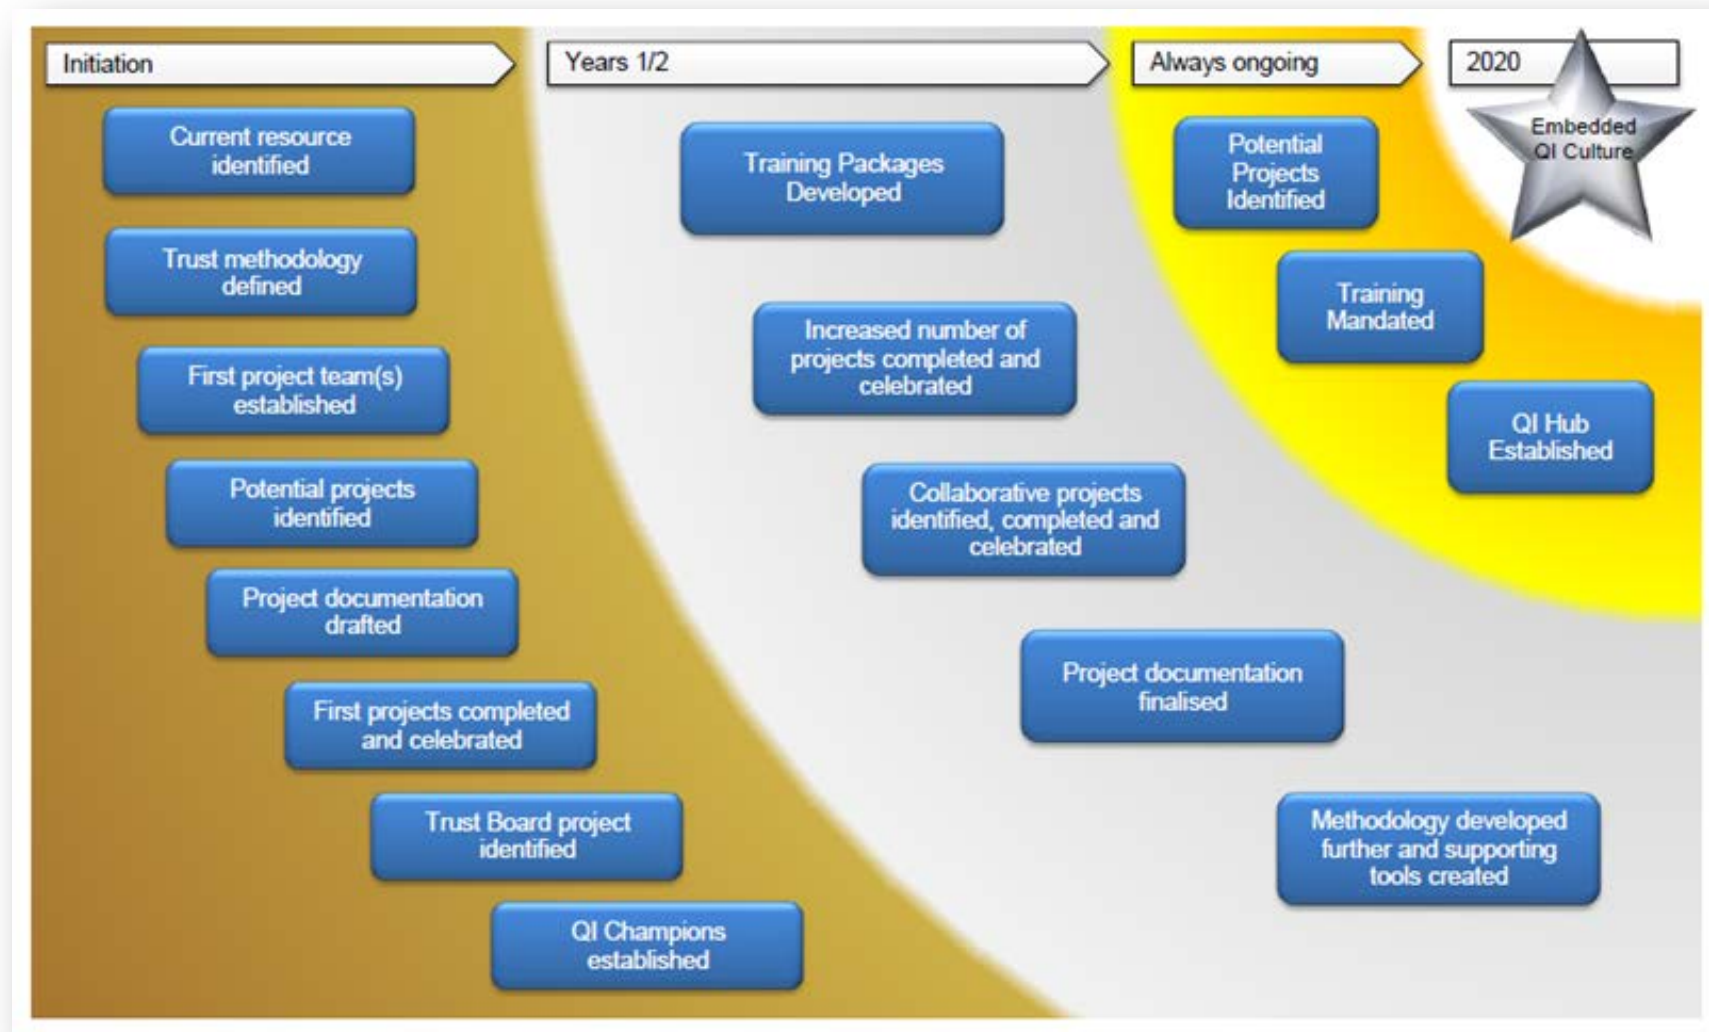 Initiation
Years 1/2
Always ongoing
2020
Current resource
identified
Trust methodology
defined
First project team(s)
established
Potential projects
identified
Project documentation
drafted
First projects completed
and celebrated
Trust Board project
identified
QI Champions
established
Training Packages
Developed
Increased number of
projects completed and
celebrated
Collaborative projects
identified, completed and
celebrated
Project documentation
finalised
Methodology developed
further and supporting
tools created
Potential
Projects
Identified
Training
Mandated
QI Hub
Established
Embedded
QI Culture